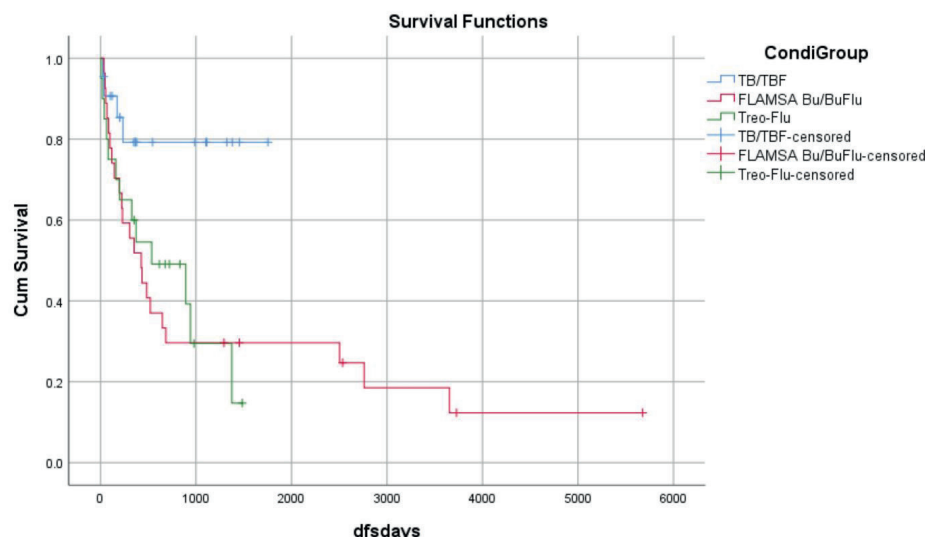 Survival Functions
CondiGroup
TB/TBF
FLAMSA Bu/BuFlu
Treo-Flu
TB/TBF-censored
FLAMSA Bu/BuFlu-censored
Treo-Flu-censored
Cum Survival
1.0
0.8
0.6
0.4
0.2
0.0
0 1000 2000 3000 4000 5000 6000
dfsdays